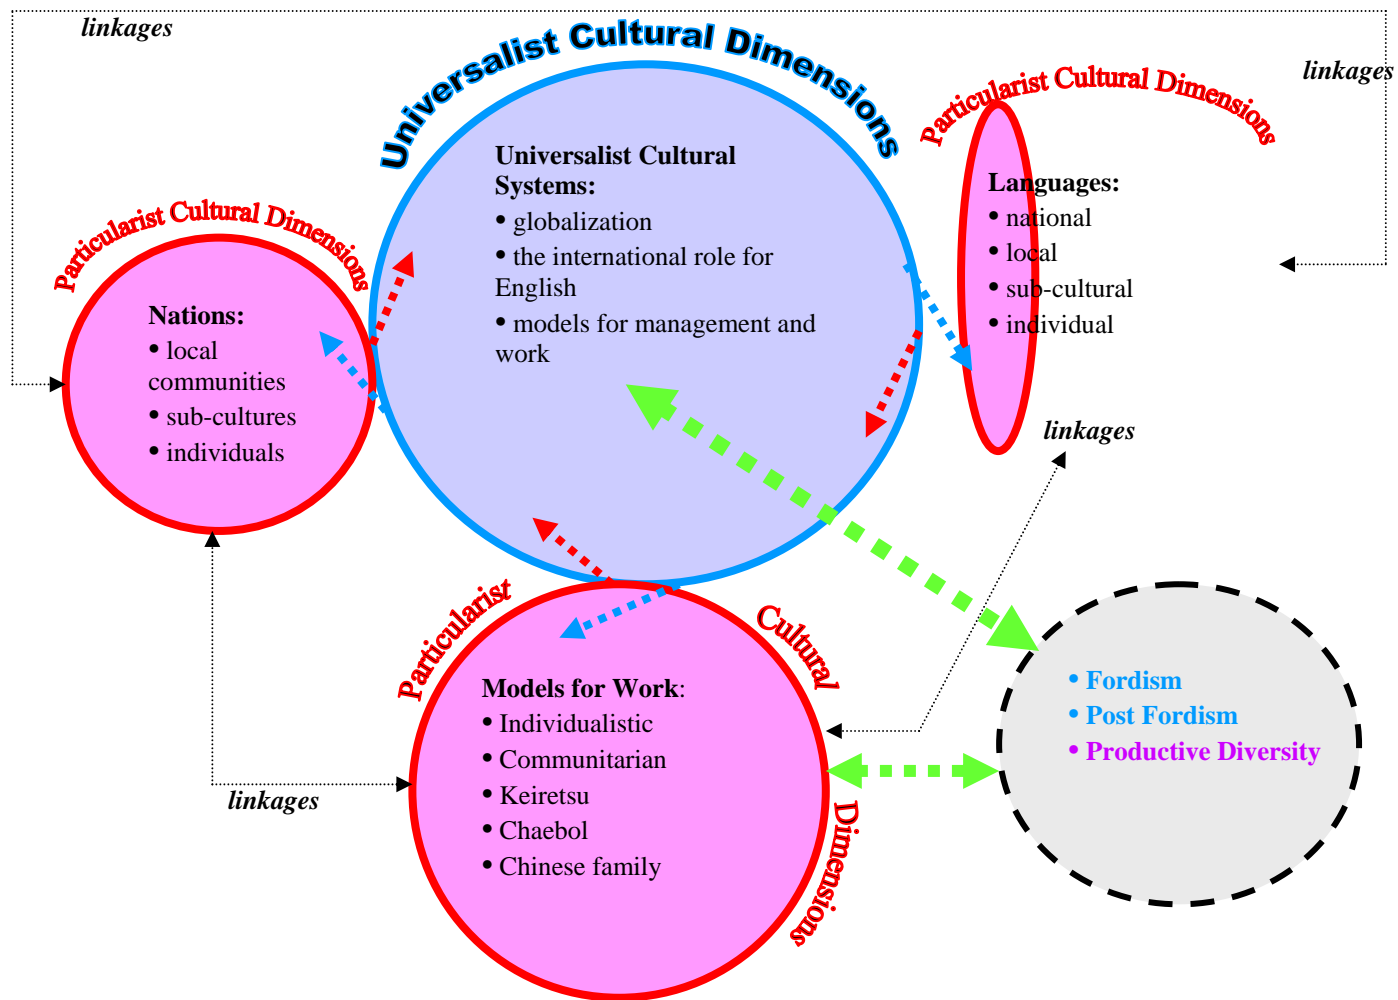 linkages
Universalist Cultural Dimensions
Particularist Cultural Dimensions
linkages
Universalist Cultural
Systems:
• globalization
• the international role for
English
• models for management and
work
Languages:
• national
• local
• sub-cultural
• individual
Particularist Cultural Dimensions
Nations:
• local
communities
• sub-cultures
• individuals
linkages
Particularist Cultural Dimensions
Models for Work:
• Individualistic
• Communitarian
• Keiretsu
• Chaebol
• Chinese family
• Fordism
• Post Fordism
• Productive Diversity
linkages